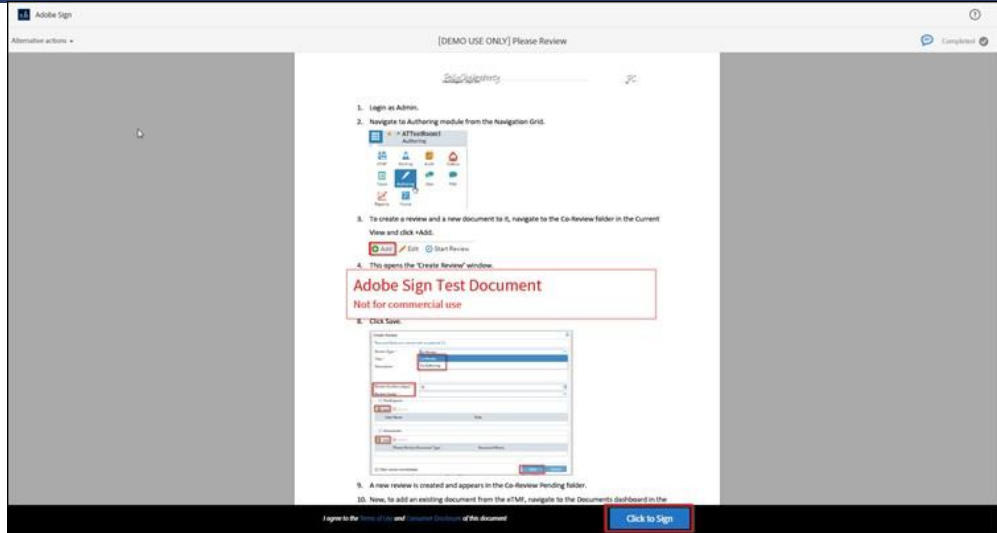 Adobe Sign
Alternative actions
[DEMO USE ONLY] Please Review
Completed
1. Login as Admin.
2. Navigate to Authoring module from the Navigation Grid.
ATTestRoom1
Authoring
Authoring
Reports
3. To create a review and a new document to it, navigate to the Co-Review folder in the Current
View and click +Add.
Add Edit Start Review
4. This opens the "Create Review" window.
Adobe Sign Test Document
Not for commercial use
8. Click Save.
Create Review
9. A new review is created and appears in the Co-Review Pending folder.
10. Now, to add an existing document from the eTMF, navigate to the Documents dashboard in the
I agree to the Terms of Use and Consumer Disclosure of this document
Click to Sign